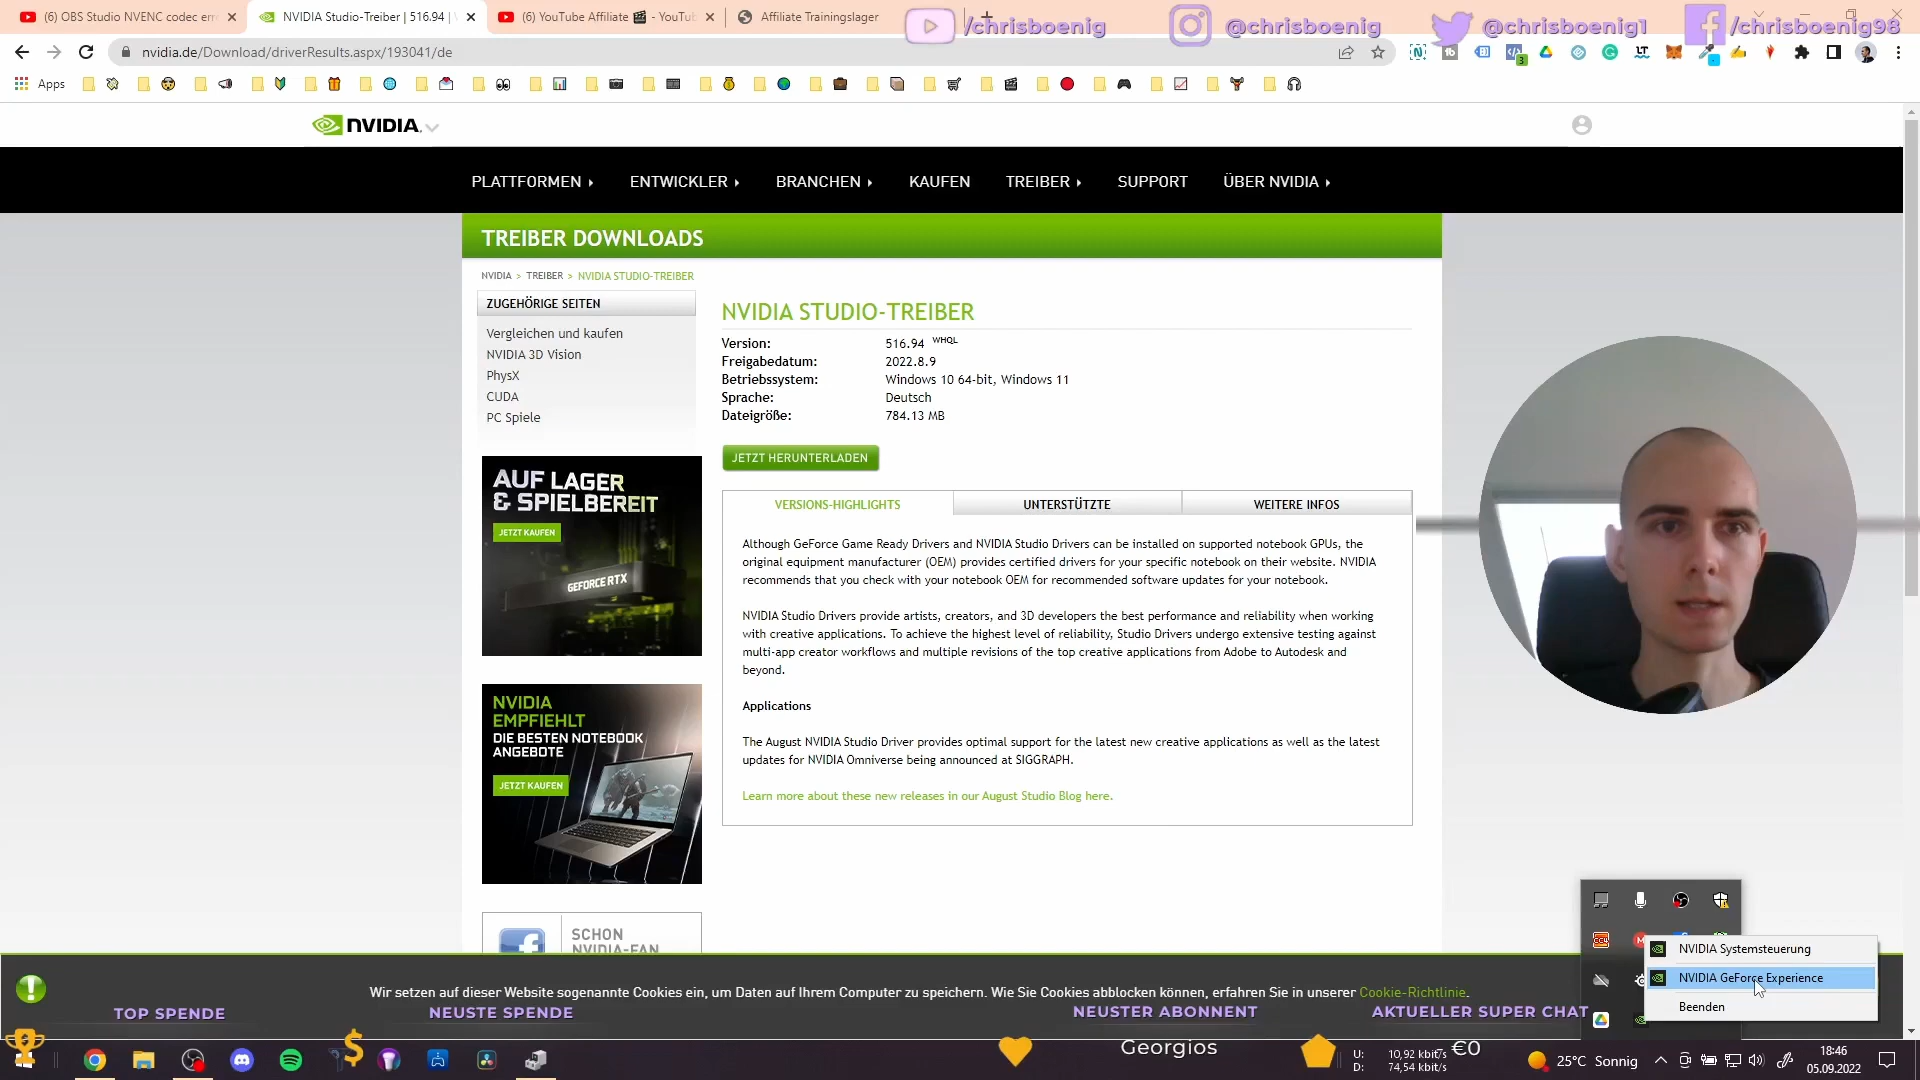 (6) OBS Studio NVENC codec err
NVIDIA Studio-Treiber | 516.94 | W
(6) YouTube Affiliate 🎬 - YouTu
Affiliate Trainingslager
/chrisboenig
@chrisboenig
@chrisboenig1
/chrisboenig98
nvidia.de/Download/driverResults.aspx/193041/de
Apps
NVIDIA.
PLATTFORMEN
ENTWICKLER
BRANCHEN
KAUFEN
TREIBER
SUPPORT
ÜBER NVIDIA
TREIBER DOWNLOADS
NVIDIA > TREIBER > NVIDIA STUDIO-TREIBER
ZUGEHÖRIGE SEITEN
Vergleichen und kaufen
NVIDIA 3D Vision
PhysX
CUDA
PC Spiele
AUF LAGER
& SPIELBEREIT
JETZT KAUFEN
GEFORCE RTX
NVIDIA
EMPFIEHLT
DIE BESTEN NOTEBOOK
ANGEBOTE
JETZT KAUFEN
SCHON
NVIDIA-FAN
NVIDIA STUDIO-TREIBER
Version: 516.94 WHQL
Freigabedatum: 2022.8.9
Betriebssystem: Windows 10 64-bit, Windows 11
Sprache: Deutsch
Dateigröße: 784.13 MB
JETZT HERUNTERLADEN
VERSIONS-HIGHLIGHTS
UNTERSTÜTZTE
WEITERE INFOS
Although GeForce Game Ready Drivers and NVIDIA Studio Drivers can be installed on supported notebook GPUs, the
original equipment manufacturer (OEM) provides certified drivers for your specific notebook on their website. NVIDIA
recommends that you check with your notebook OEM for recommended software updates for your notebook.
NVIDIA Studio Drivers provide artists, creators, and 3D developers the best performance and reliability when working
with creative applications. To achieve the highest level of reliability, Studio Drivers undergo extensive testing against
multi-app creator workflows and multiple revisions of the top creative applications from Adobe to Autodesk and
beyond.
Applications
The August NVIDIA Studio Driver provides optimal support for the latest new creative applications as well as the latest
updates for NVIDIA Omniverse being announced at SIGGRAPH.
Learn more about these new releases in our August Studio Blog here.
NVIDIA Systemsteuerung
NVIDIA GeForce Experience
Beenden
Wir setzen auf dieser Website sogenannte Cookies ein, um Daten auf Ihrem Computer zu speichern. Wie Sie Cookies abblocken können, erfahren Sie in unserer Cookie-Richtlinie.
TOP SPENDE
NEUSTE SPENDE
NEUSTER ABONNENT
AKTUELLER SUPER CHAT
Georgios
€0
U: 10,92 kbit/s
D: 74,54 kbit/s
25°C Sonnig
18:46
05.09.2022